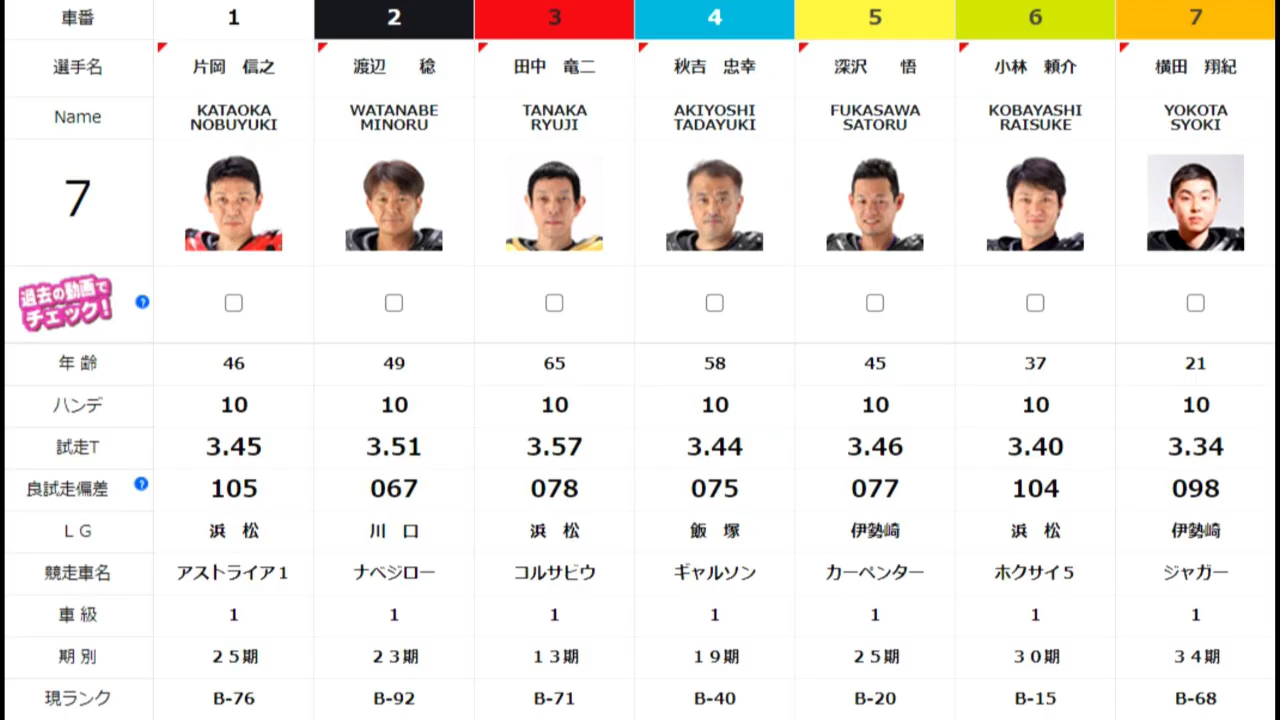 車番 1 2 3 4 5 6 7
選手名 片岡 信之 渡辺 稔 田中 竜二 秋吉 忠幸 深沢 悟 小林 頼介 横田 翔紀
Name KATAOKA NOBUYUKI WATANABE MINORU TANAKA RYUJI AKIYOSHI TADAYUKI FUKASAWA SATORU KOBAYASHI RAISUKE YOKOTA SYOKI
7
過去の動画で
チェック! ?
年齢 46 49 65 58 45 37 21
ハンデ 10 10 10 10 10 10 10
試走T 3.45 3.51 3.57 3.44 3.46 3.40 3.34
良試走偏差 ? 105 067 078 075 077 104 098
ＬＧ 浜 松 川 口 浜 松 飯 塚 伊勢崎 浜 松 伊勢崎
競走車名 アストライア１ ナベジロー コルサビウ ギャルソン カーペンター ホクサイ５ ジャガー
車級 1 1 1 1 1 1 1
期別 ２５期 ２３期 １３期 １９期 ２５期 ３０期 ３４期
現ランク B-76 B-92 B-71 B-40 B-20 B-15 B-68